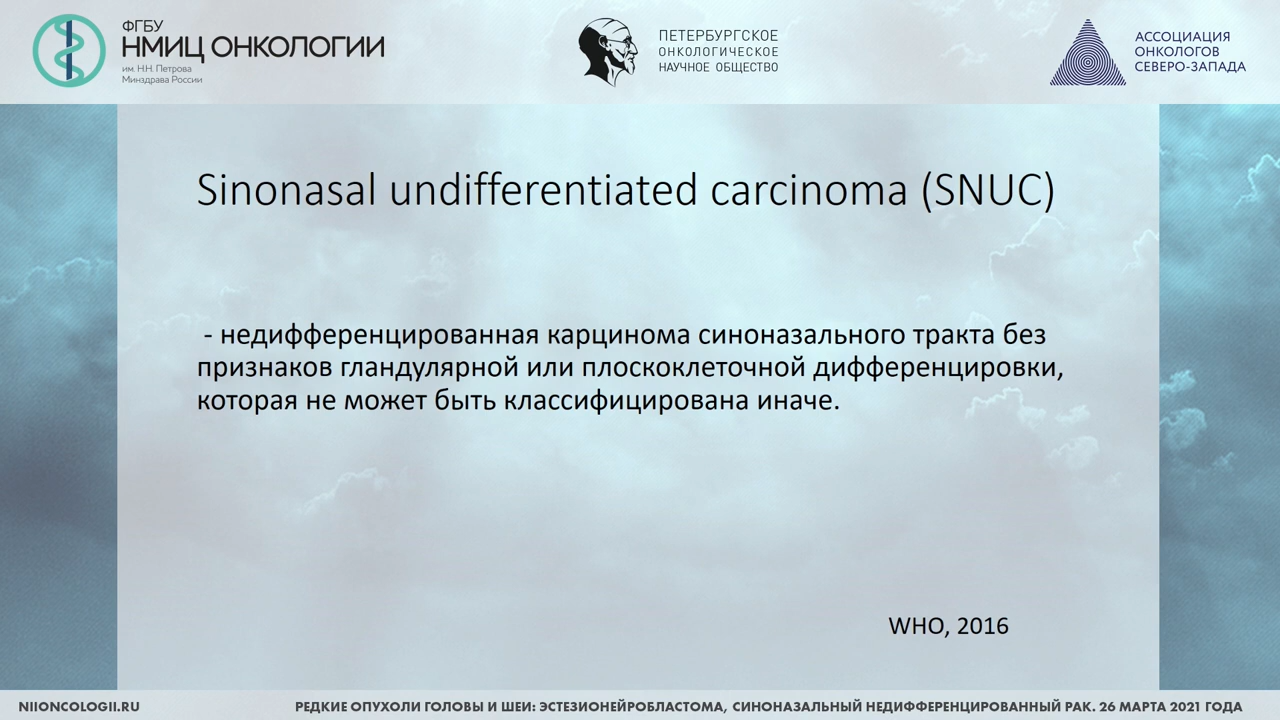 ФГБУ
НМИЦ ОНКОЛОГИИ
им. Н.Н. Петрова
Минздрава России
ПЕТЕРБУРГСКОЕ
ОНКОЛОГИЧЕСКОЕ
НАУЧНОЕ ОБЩЕСТВО
АССОЦИАЦИЯ
ОНКОЛОГОВ
СЕВЕРО-ЗАПАДА
Sinonasal undifferentiated carcinoma (SNUC)
- недифференцированная карцинома синоназального тракта без
признаков гландулярной или плоскоклеточной дифференцировки,
которая не может быть классифицирована иначе.
WHO, 2016
NIIONCOLOGII.RU
РЕДКИЕ ОПУХОЛИ ГОЛОВЫ И ШЕИ: ЭСТЕЗИОНЕЙРОБЛАСТОМА, СИНОНАЗАЛЬНЫЙ НЕДИФФЕРЕНЦИРОВАННЫЙ РАК. 26 МАРТА 2021 ГОДА